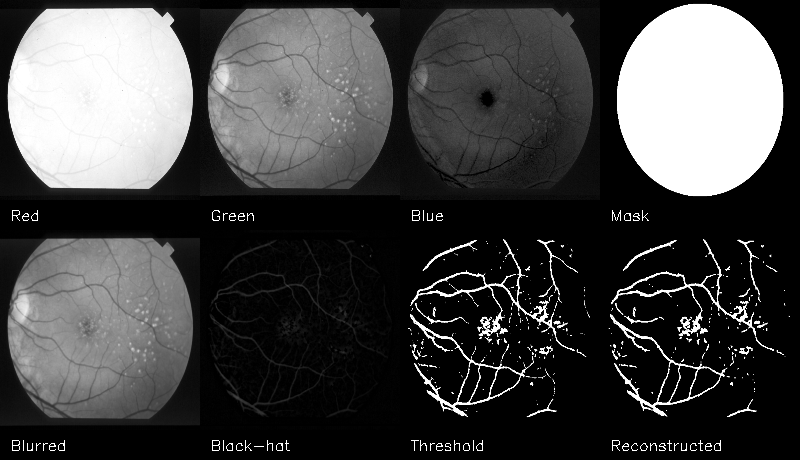 Red
Green
Blue
Mask
Blurred
Black-hat
Threshold
Reconstructed